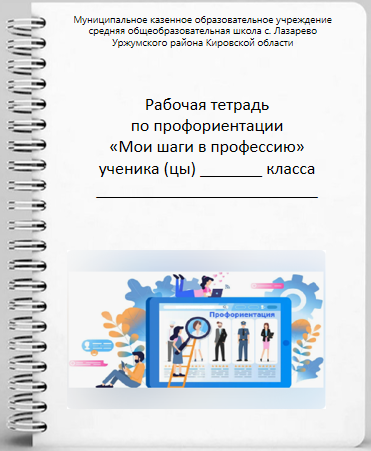 Муниципальное казенное образовательное учреждение
средняя общеобразовательная школа с. Лазарево
Уржумского района Кировской области
Рабочая тетрадь
по профориентации
«Мои шаги в профессию»
ученика (цы) _______ класса
_________________________
Профориентация